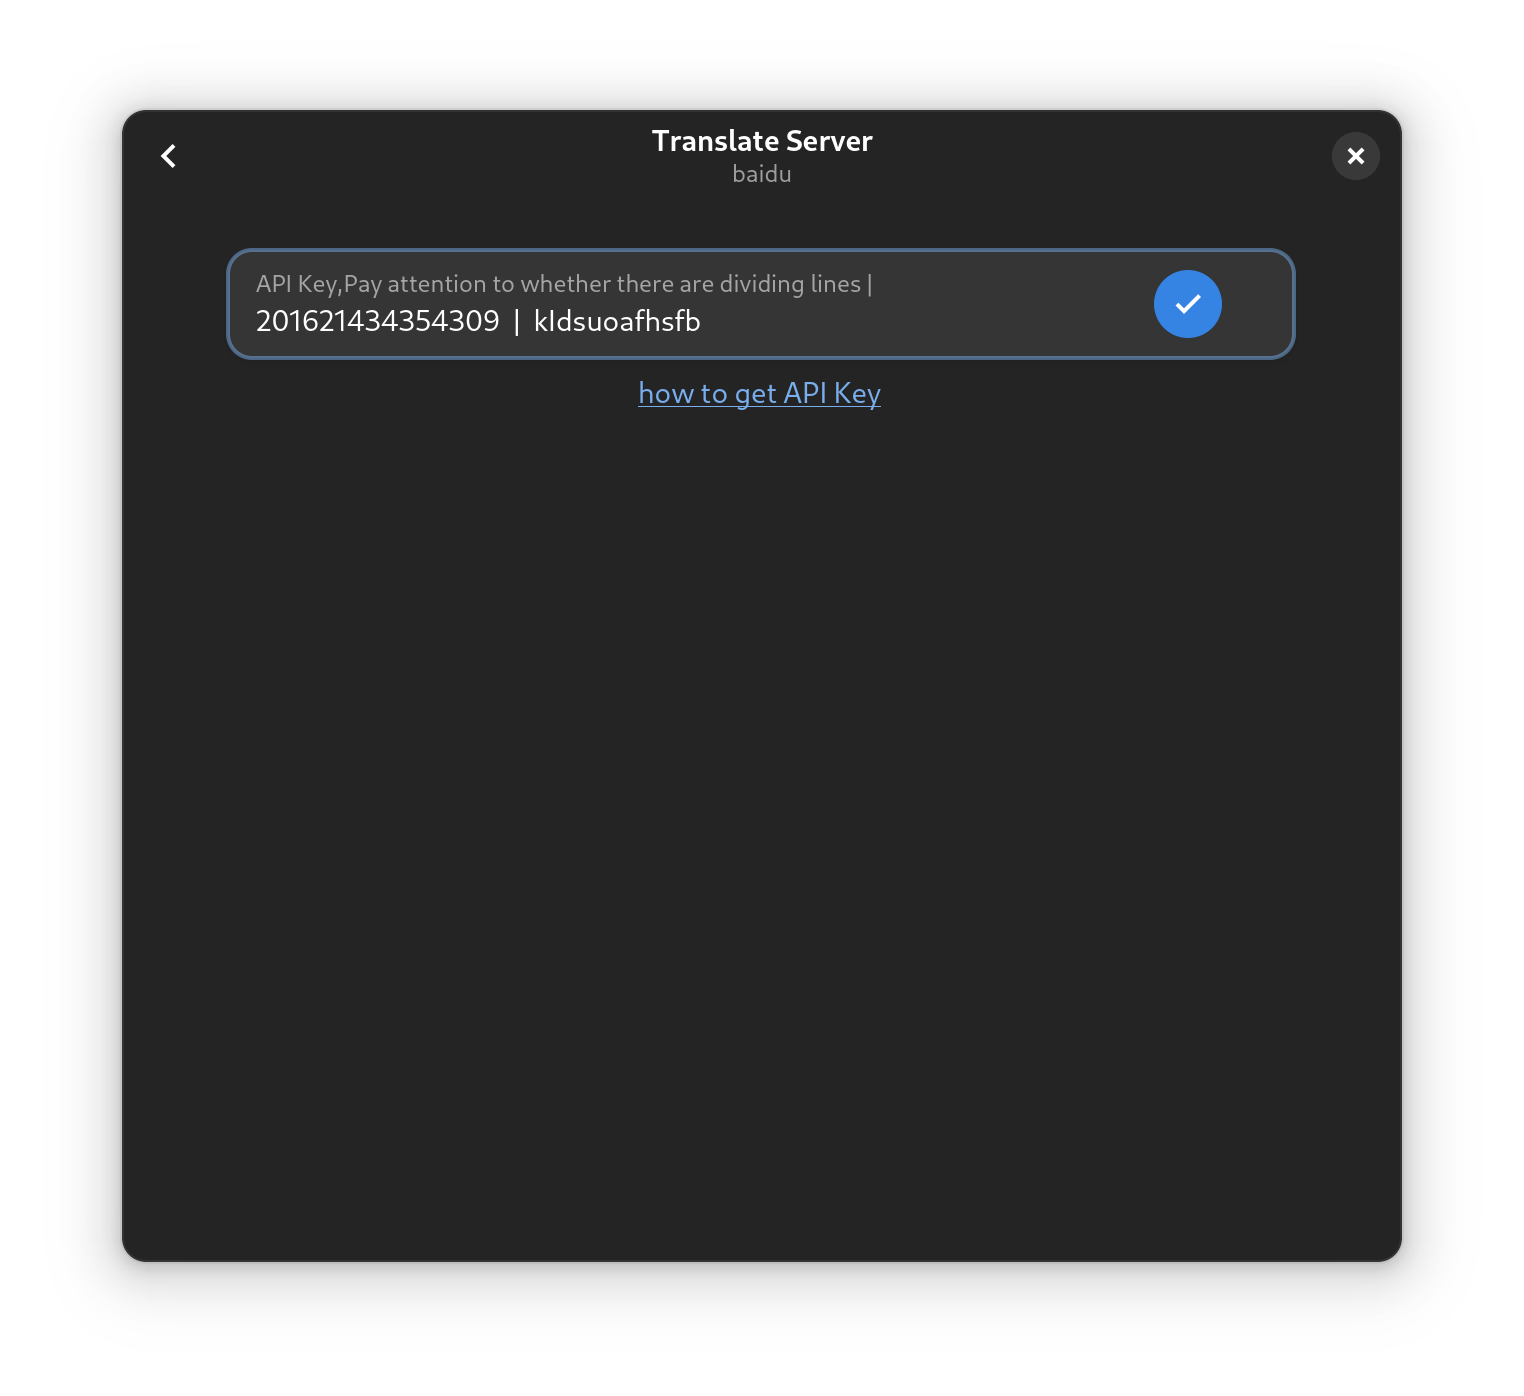 Translate Server
baidu
API Key,Pay attention to whether there are dividing lines |
201621434354309 | kldsuoafhsfb
how to get API Key